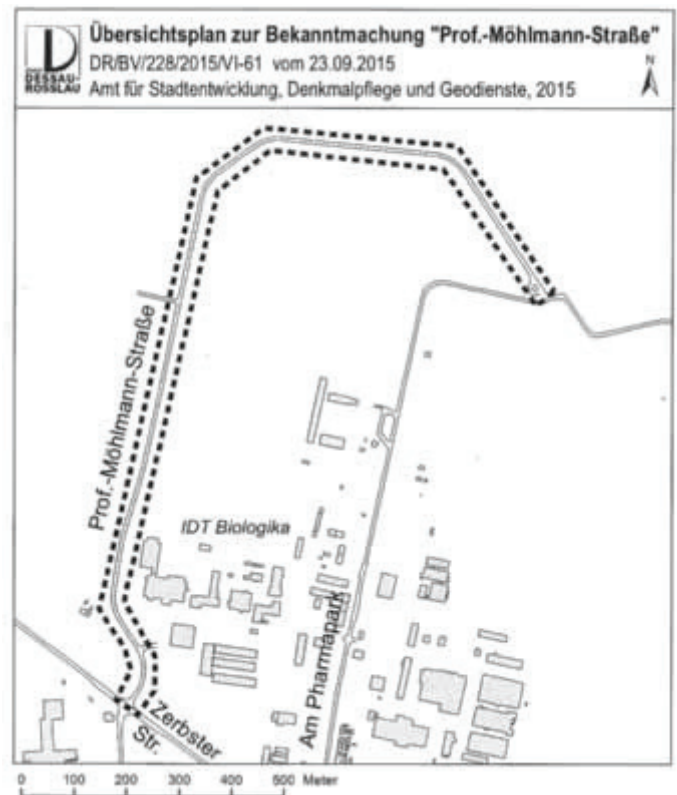 Übersichtsplan zur Bekanntmachung "Prof.-Möhlmann-Straße"
DR/BV/228/2015/VI-61 vom 23.09.2015
Amt für Stadtentwicklung, Denkmalpflege und Geodienste, 2015
DESSAU-
ROSSLAU
N
Prof.-Möhlmann-Straße
IDT Biologika
Am Pharmapark
Zerbster
Str.
0 100 200 300 400 500 Meter